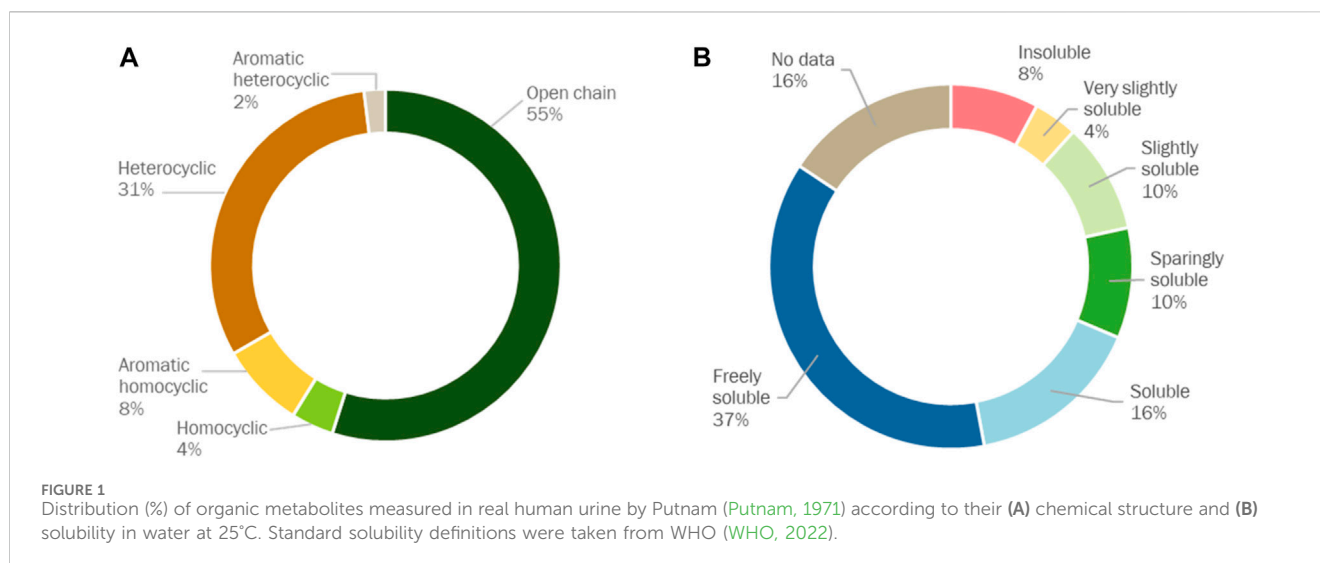 A
Aromatic
heterocyclic
2%
Open chain
55%
Heterocyclic
31%
Aromatic
homocyclic
8%
Homocyclic
4%
B
No data
16%
Insoluble
8%
Very slightly
soluble
4%
Slightly
soluble
10%
Sparingly
soluble
10%
Soluble
16%
Freely
soluble
37%
FIGURE 1
Distribution (%) of organic metabolites measured in real human urine by Putnam (Putnam, 1971) according to their (A) chemical structure and (B)
solubility in water at 25°C. Standard solubility definitions were taken from WHO (WHO, 2022).